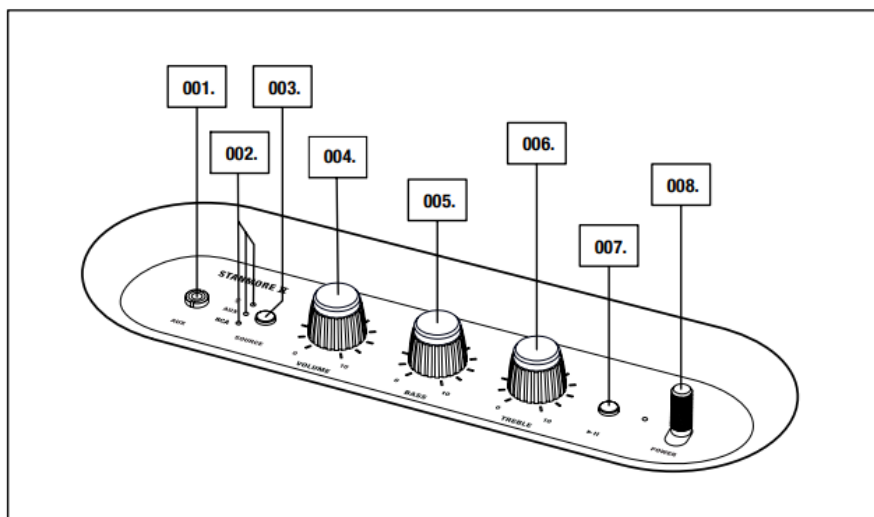 001.
003.
002.
004.
005.
006.
007.
008.
STANMORE II
AUX
RCA
AUX
SOURCE
0
10
VOLUME
0
10
BASS
0
10
TREBLE
POWER